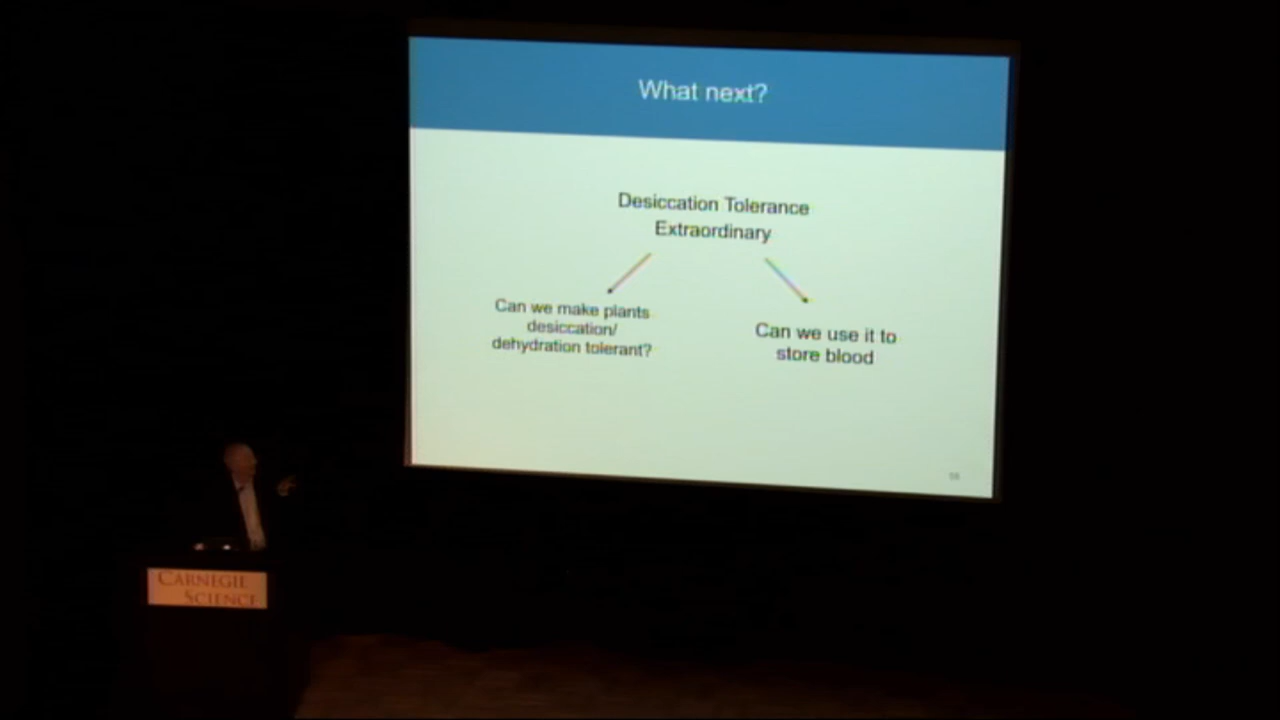 What next?
Desiccation Tolerance
Extraordinary
Can we make plants
desiccation/
dehydration tolerant?
Can we use it to
store blood
CARNEGIE
SCIENCE